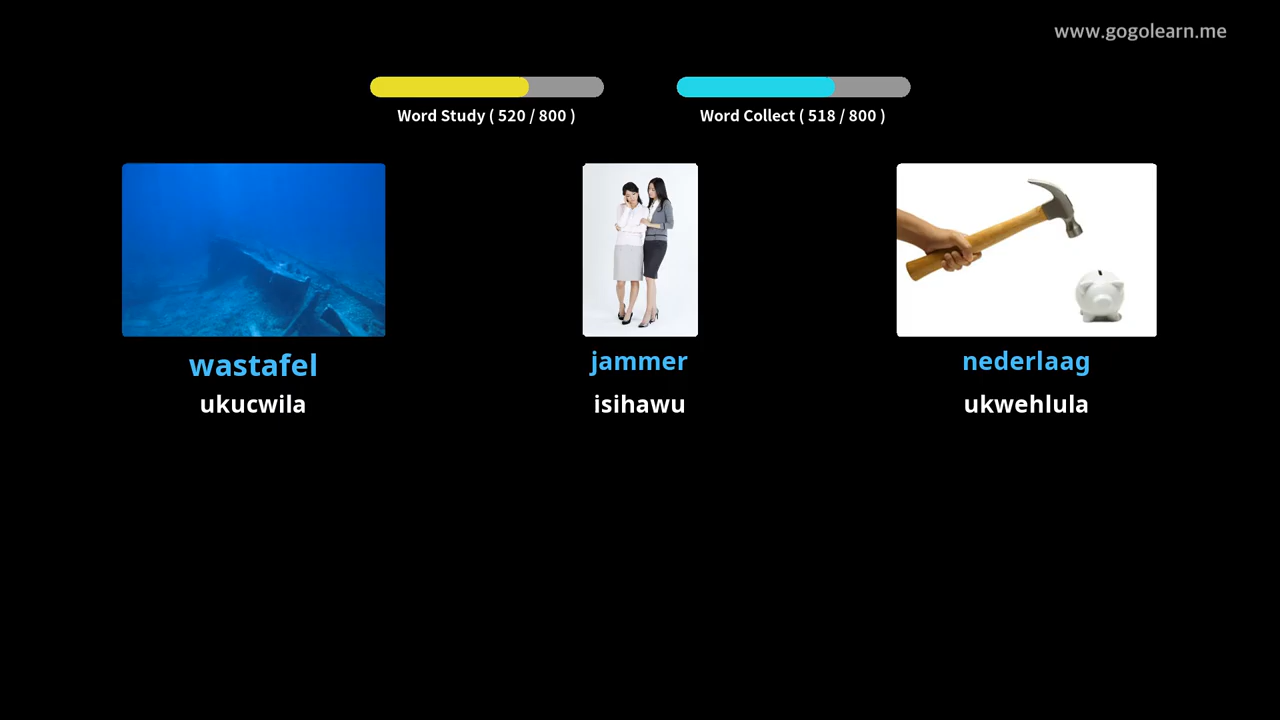 www.gogolearn.me
Word Study ( 520 / 800 )
Word Collect ( 518 / 800 )
wastafel
jammer
nederlaag
ukucwila
isihawu
ukwehlula